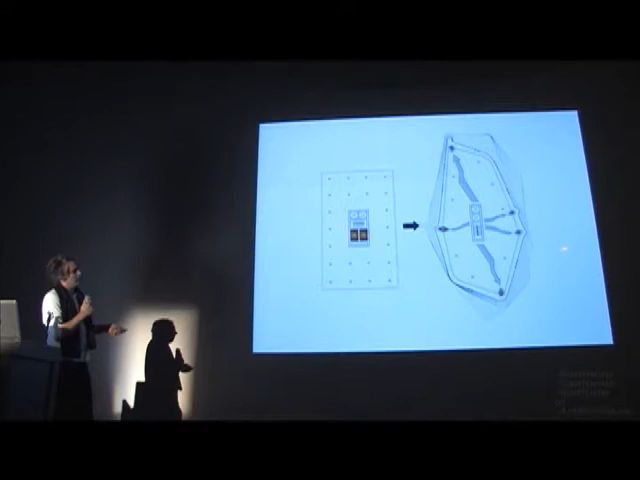 Southern
California
Institute
of
Architecture